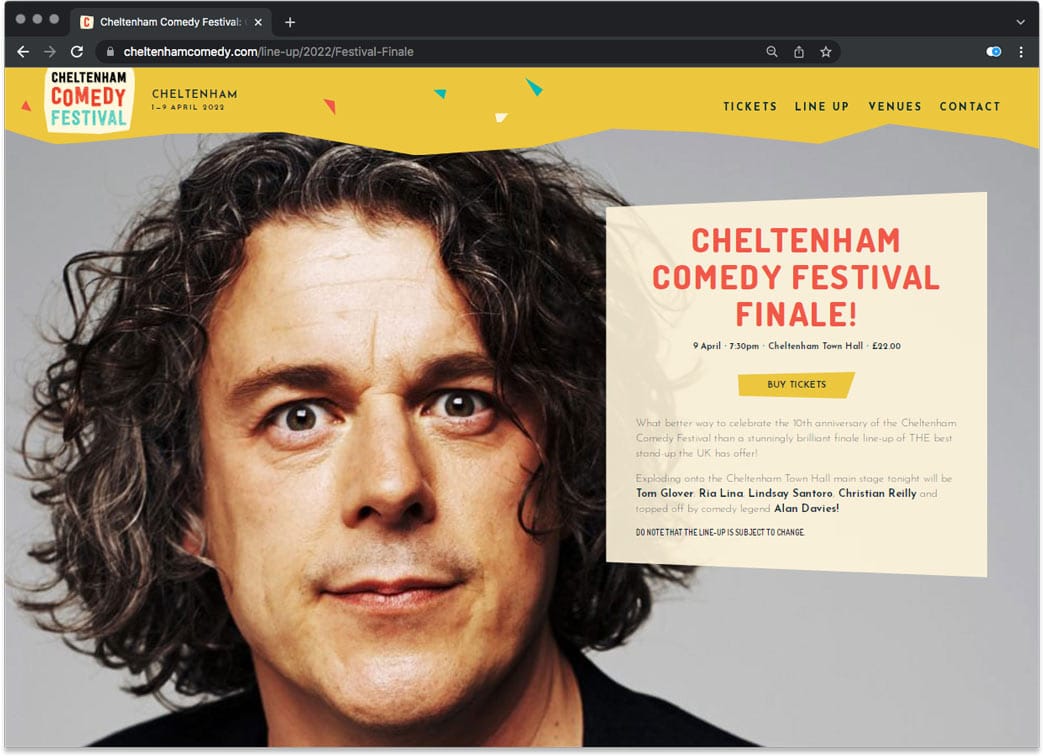 Cheltenham Comedy Festival:
cheltenhamcomedy.com/line-up/2022/Festival-Finale
CHELTENHAM
COMEDY
FESTIVAL
CHELTENHAM
1–9 APRIL 2022
TICKETS LINE UP VENUES CONTACT
CHELTENHAM
COMEDY FESTIVAL
FINALE!
9 April · 7:30pm · Cheltenham Town Hall · £22.00
BUY TICKETS
What better way to celebrate the 10th anniversary of the Cheltenham
Comedy Festival than a stunningly brilliant finale line-up of THE best
stand-up the UK has offer!
Exploding onto the Cheltenham Town Hall main stage tonight will be
Tom Glover, Ria Lina, Lindsay Santoro, Christian Reilly and
topped off by comedy legend Alan Davies!
DO NOTE THAT THE LINE-UP IS SUBJECT TO CHANGE.